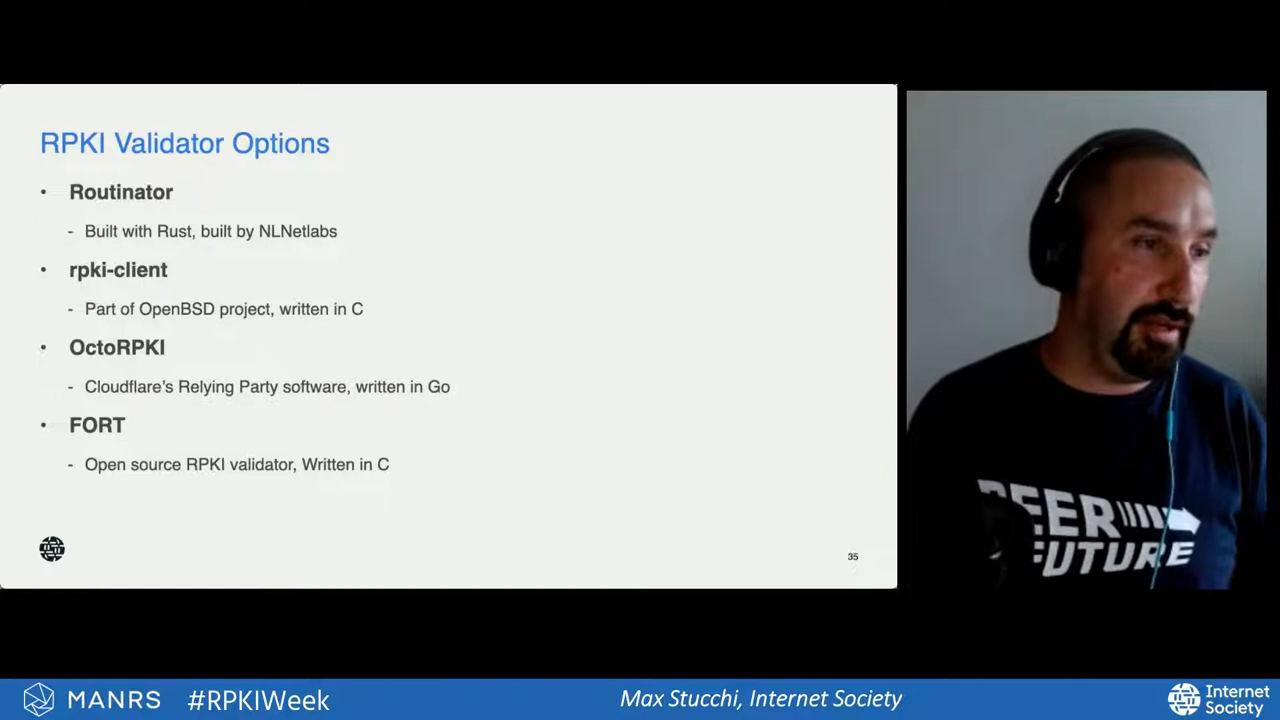 RPKI Validator Options
• Routinator
- Built with Rust, built by NLNetlabs
• rpki-client
- Part of OpenBSD project, written in C
• OctoRPKI
- Cloudflare's Relying Party software, written in Go
• FORT
- Open source RPKI validator, Written in C
35
PEER
FUTURE
MANRS #RPKIWeek
Max Stucchi, Internet Society
Internet
Society